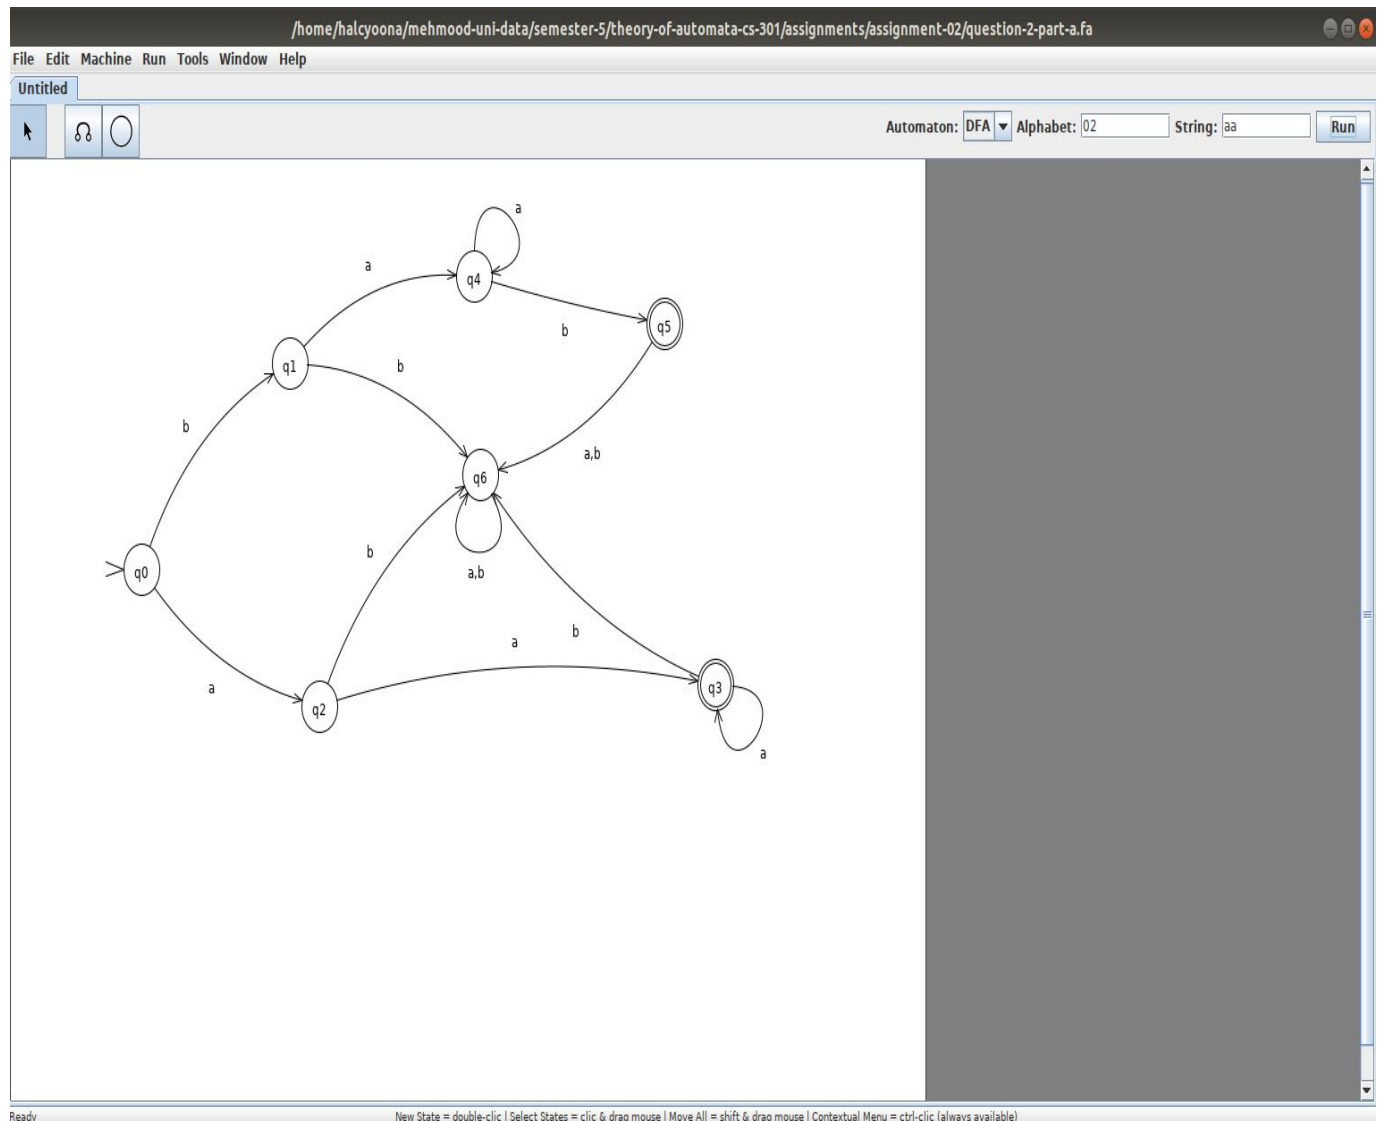 /home/halcyoona/mehmood-uni-data/semester-5/theory-of-automata-cs-301/assignments/assignment-02/question-2-part-a.fa
File Edit Machine Run Tools Window Help
Untitled
Automaton: DFA Alphabet: 02 String: aa Run
a
a
q4
q5
b
q1
b
b
a,b
q6
b
a,b
q0
b
a
a
q3
q2
a
Ready New State = double-clic | Select States = clic & drag mouse | Move All = shift & drag mouse | Contextual Menu = ctrl-clic (always available)